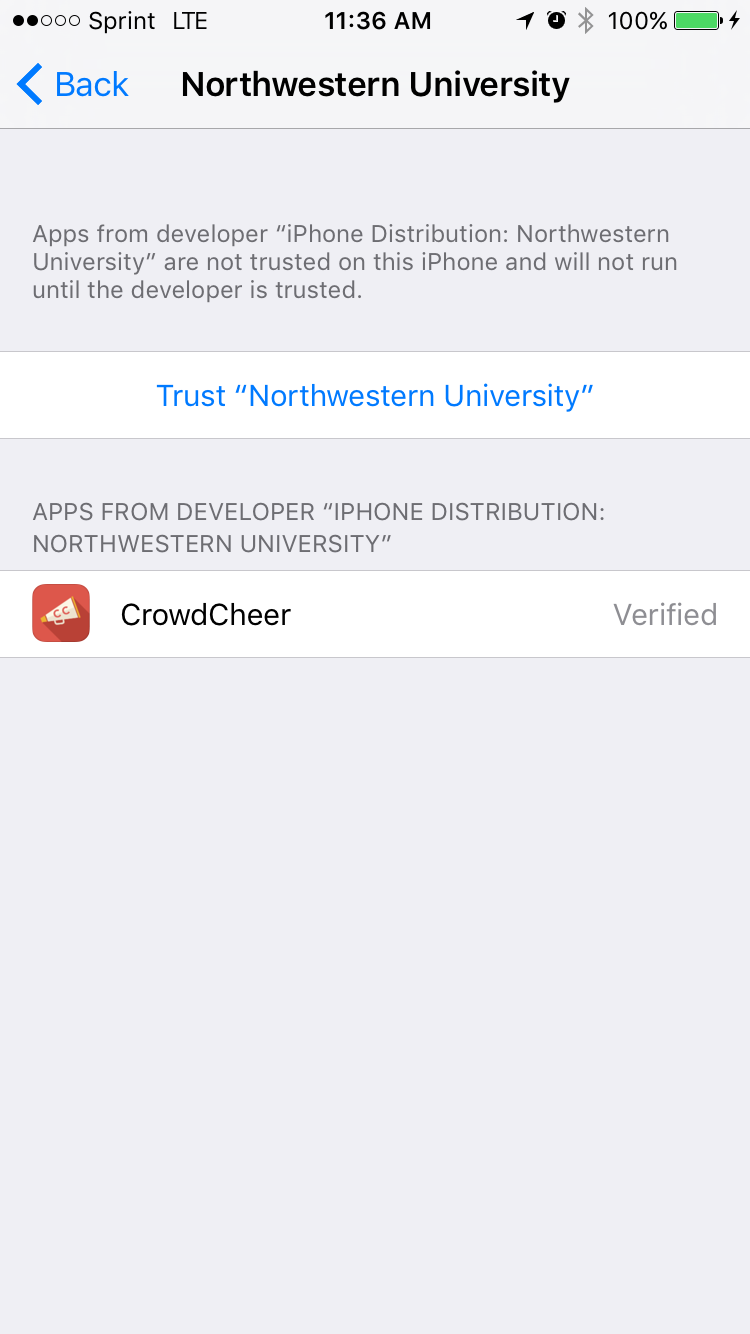 Sprint LTE 11:36 AM 100%
Back Northwestern University
Apps from developer “iPhone Distribution: Northwestern
University” are not trusted on this iPhone and will not run
until the developer is trusted.
Trust “Northwestern University”
APPS FROM DEVELOPER “IPHONE DISTRIBUTION:
NORTHWESTERN UNIVERSITY”
CC CrowdCheer Verified